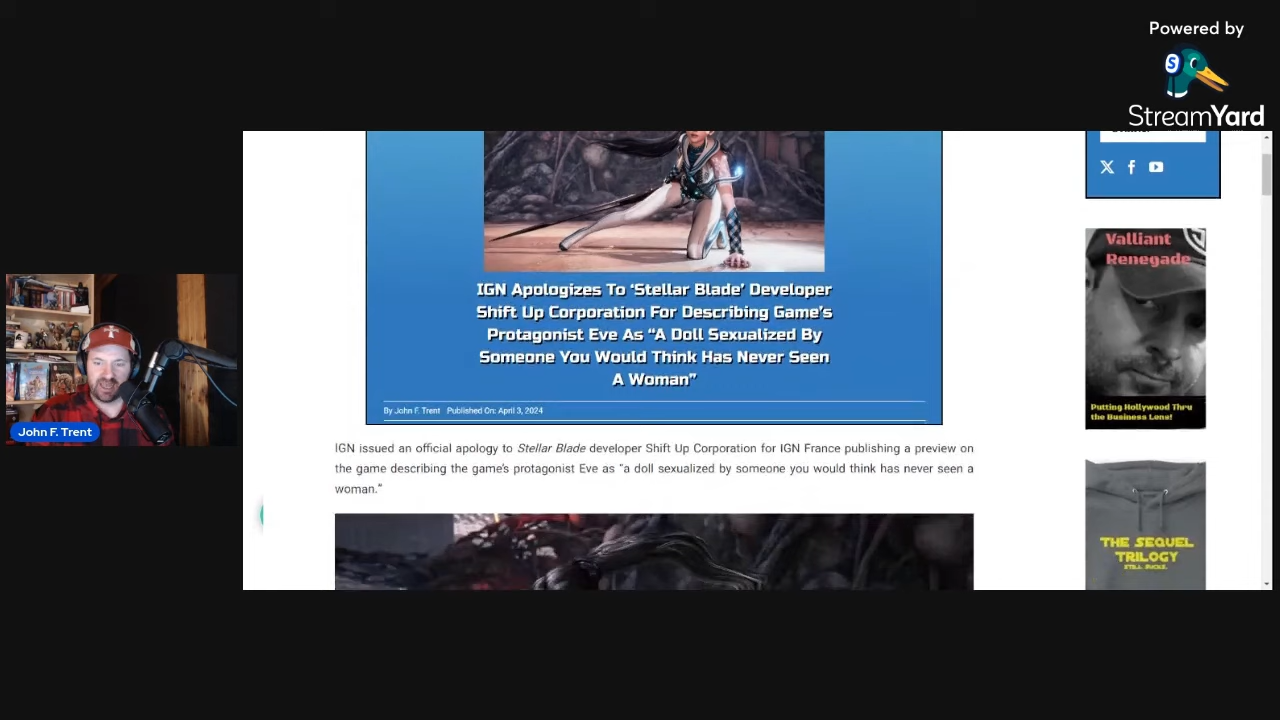 Powered by
StreamYard
Valliant
Renegade
IGN Apologizes To ‘Stellar Blade’ Developer
Shift Up Corporation For Describing Game’s
Protagonist Eve As “A Doll Sexualized By
Someone You Would Think Has Never Seen
A Woman”
By John F. Trent Published On: April 3, 2024
Putting Hollywood Thru
the Business Lens!
John F. Trent
IGN issued an official apology to Stellar Blade developer Shift Up Corporation for IGN France publishing a preview on
the game describing the game’s protagonist Eve as “a doll sexualized by someone you would think has never seen a
woman.”
THE SEQUEL
TRILOGY
STILL SUCKS.